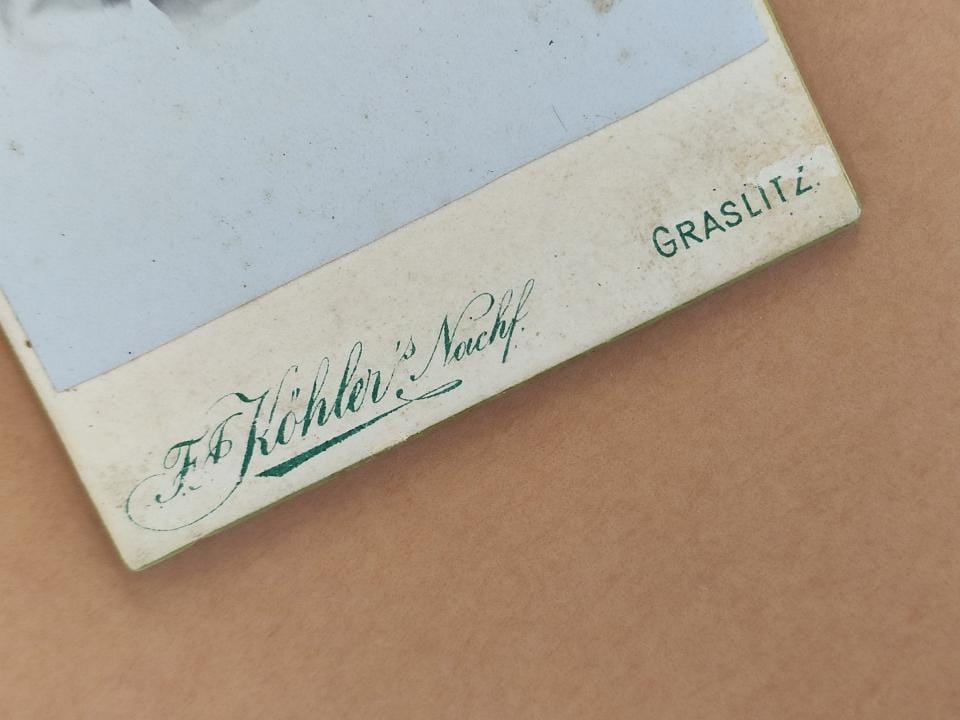 F. A. Köhler's Nachf.
GRASLITZ.